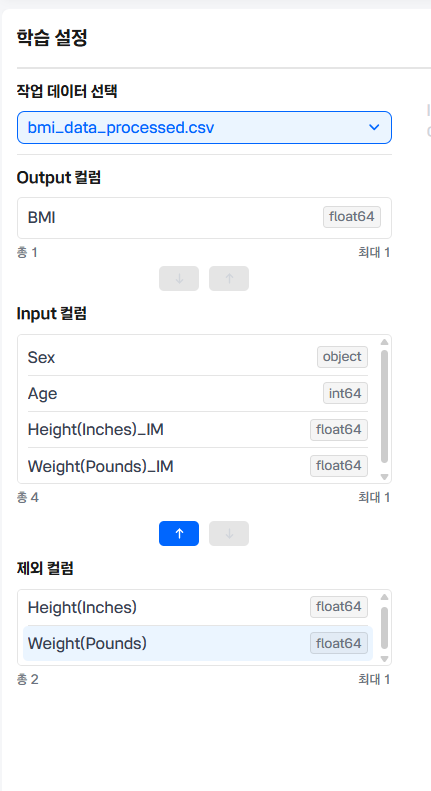 학습 설정
작업 데이터 선택
bmi_data_processed.csv
Output 컬럼
BMI float64
총 1 최대 1
↓ ↑
Input 컬럼
Sex object
Age int64
Height(Inches)_IM float64
Weight(Pounds)_IM float64
총 4 최대 1
↑ ↓
제외 컬럼
Height(Inches) float64
Weight(Pounds) float64
총 2 최대 1